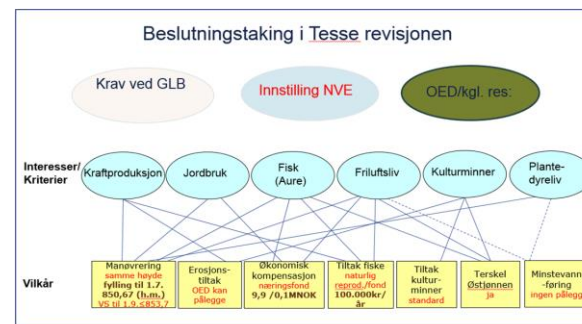 Beslutningstaking i Tesse revisjonen
Krav ved GLB
Innstilling NVE
OED/kgl. res:
Interesser/
Kriterier
Kraftproduksjon
Jordbruk
Fisk
(Aure)
Friluftsliv
Kulturminner
Plante-
dyreliv
Vilkår
Manøvrering
samme høyde
fylling til 1.7.
850,67 (h.m.)
VS til 1.9.≤853,7
Erosjons-
tiltak
OED kan
pålegge
Økonomisk
kompensasjon
næringsfond
9,9 /0,1MNOK
Tiltak fiske
naturlig
reprod./fond
100.000kr/
år
Tiltak
kultur-
minner
standard
Terskel
Østjønnen
ja
Minstevann
-føring
ingen pålegg